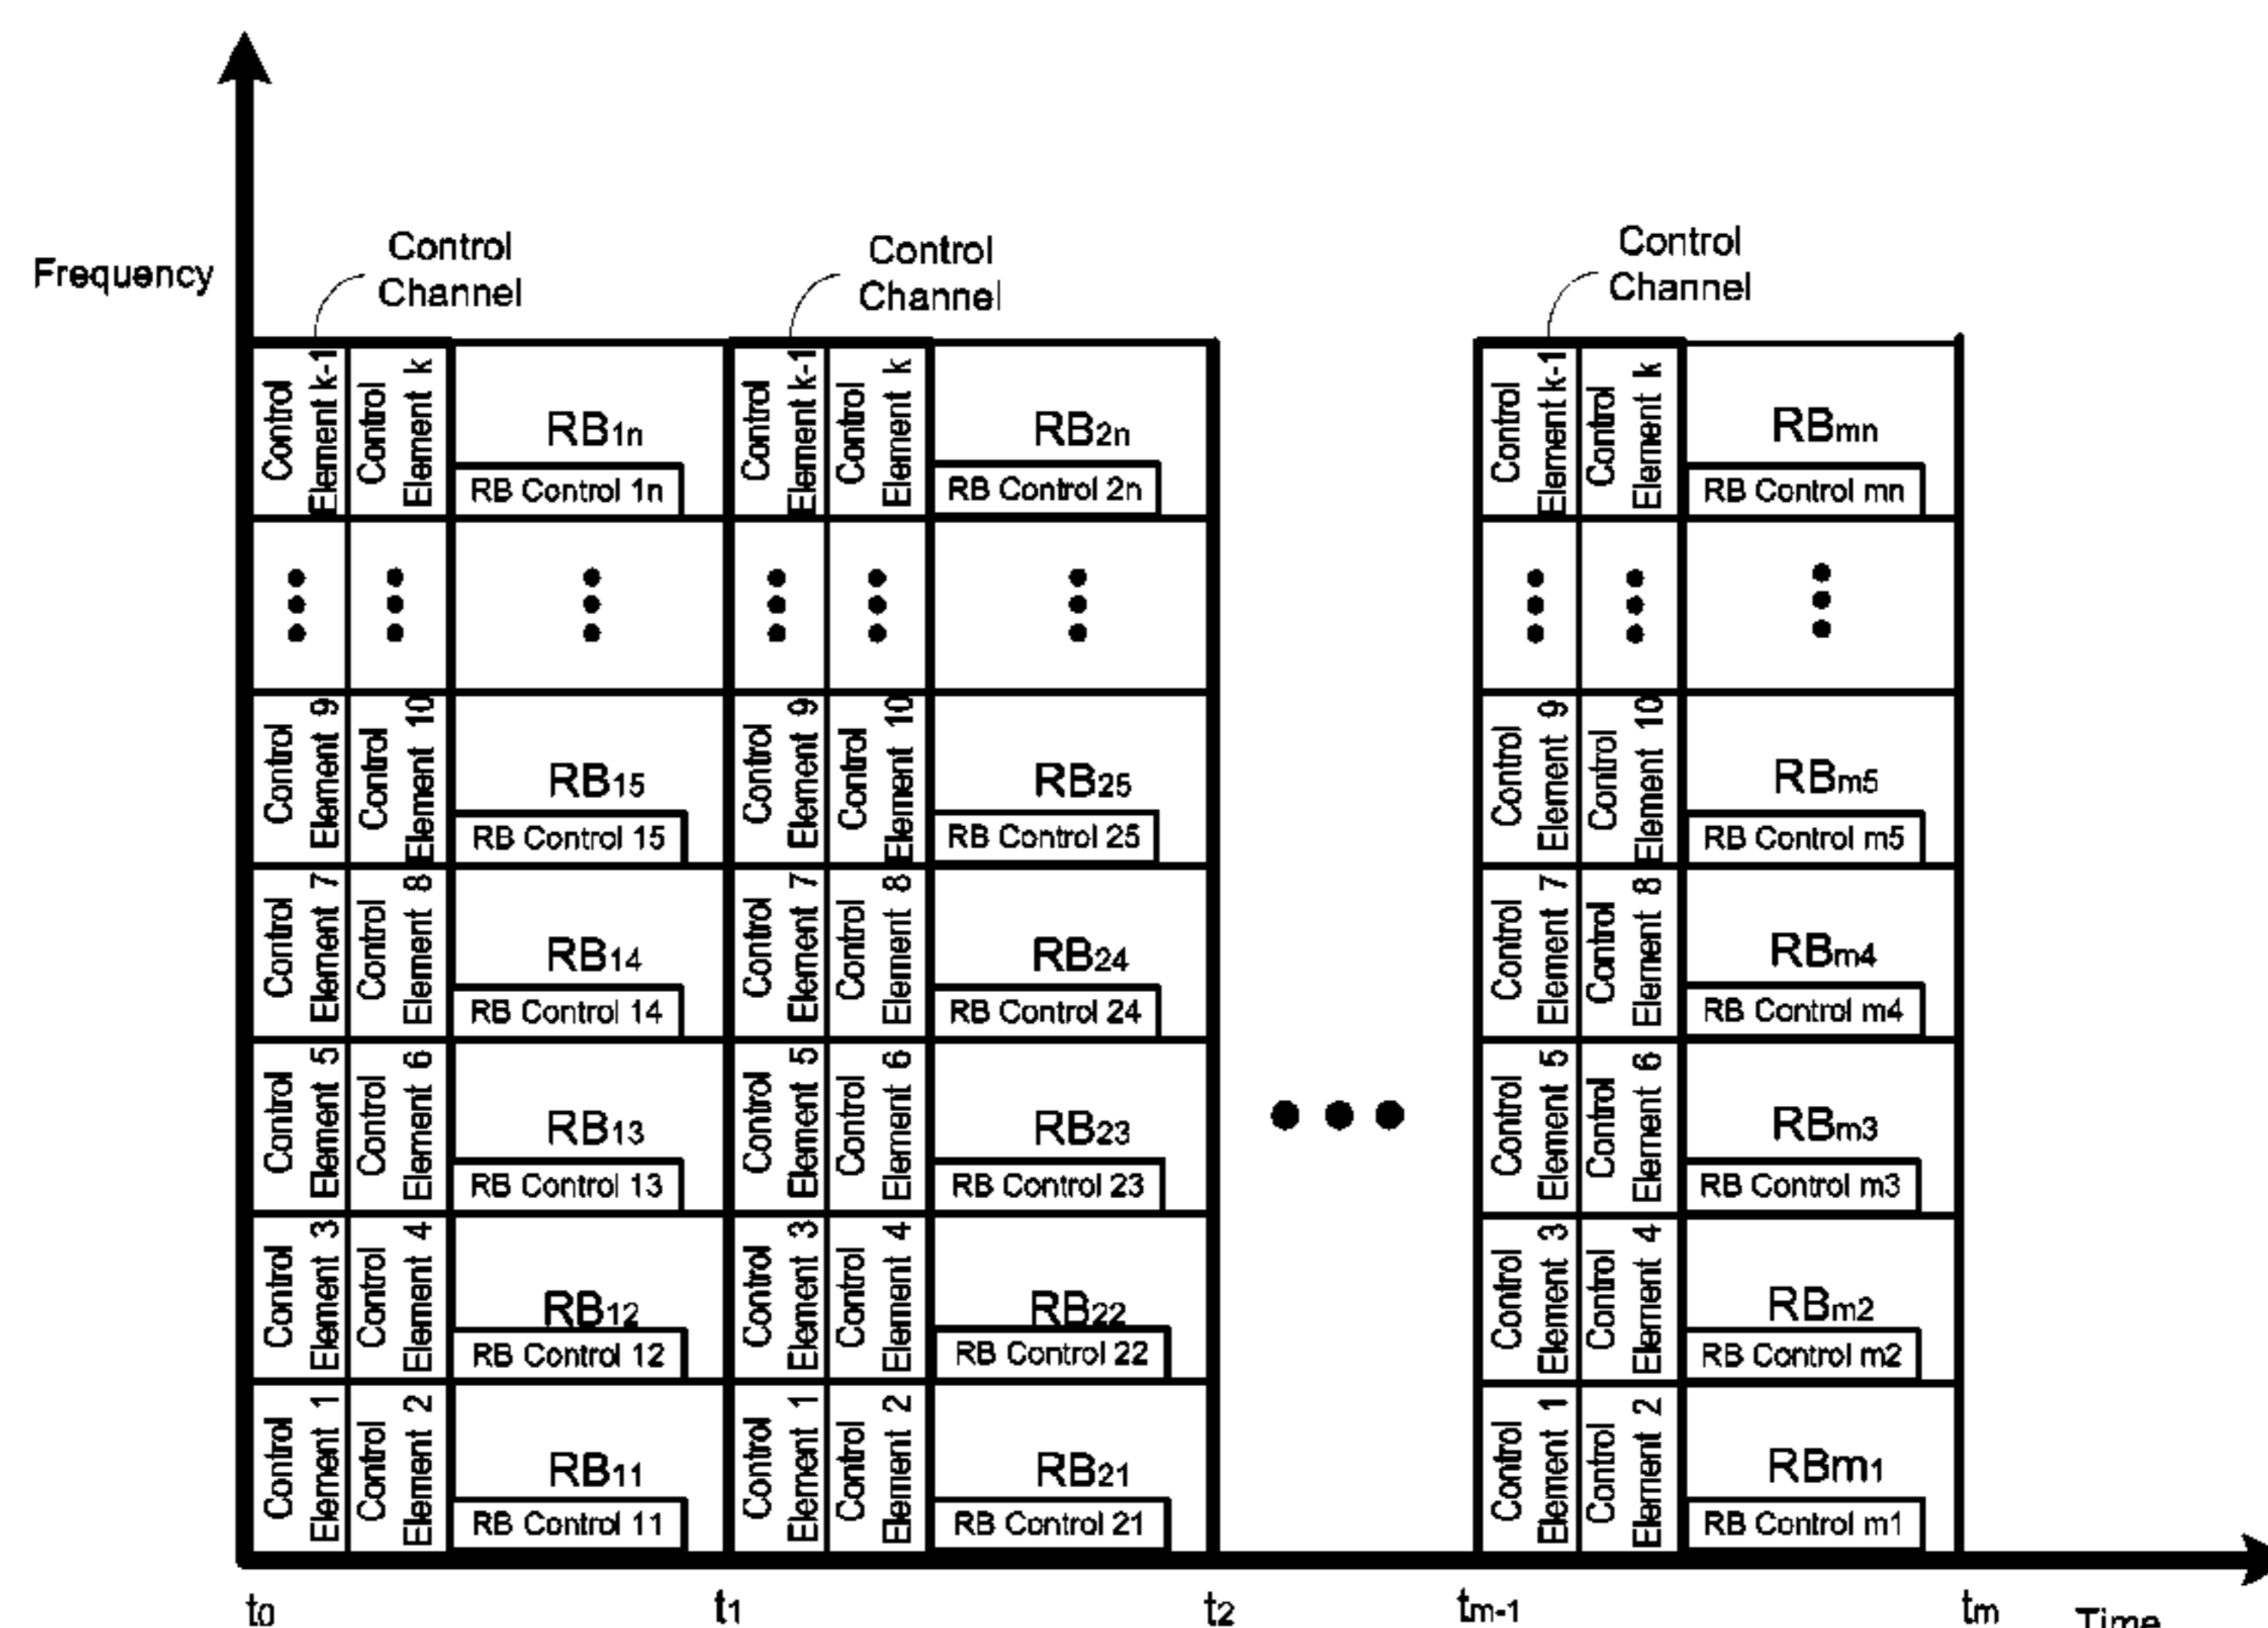 Frequency
Control
Channel
Control
Channel
Control
Channel
Control
Element k-1
Control
Element k
RB1n
RB Control 1n
Control
Element k-1
Control
Element k
RB2n
RB Control 2n
Control
Element k-1
Control
Element k
RBmn
RB Control mn
Control
Element 9
Control
Element 10
RB15
RB Control 15
Control
Element 9
Control
Element 10
RB25
RB Control 25
Control
Element 9
Control
Element 10
RBm5
RB Control m5
Control
Element 7
Control
Element 8
RB14
RB Control 14
Control
Element 7
Control
Element 8
RB24
RB Control 24
Control
Element 7
Control
Element 8
RBm4
RB Control m4
Control
Element 5
Control
Element 6
RB13
RB Control 13
Control
Element 5
Control
Element 6
RB23
RB Control 23
Control
Element 5
Control
Element 6
RBm3
RB Control m3
Control
Element 3
Control
Element 4
RB12
RB Control 12
Control
Element 3
Control
Element 4
RB22
RB Control 22
Control
Element 3
Control
Element 4
RBm2
RB Control m2
Control
Element 1
Control
Element 2
RB11
RB Control 11
Control
Element 1
Control
Element 2
RB21
RB Control 21
Control
Element 1
Control
Element 2
RBm1
RB Control m1
t0
t1
t2
tm-1
tm
Time